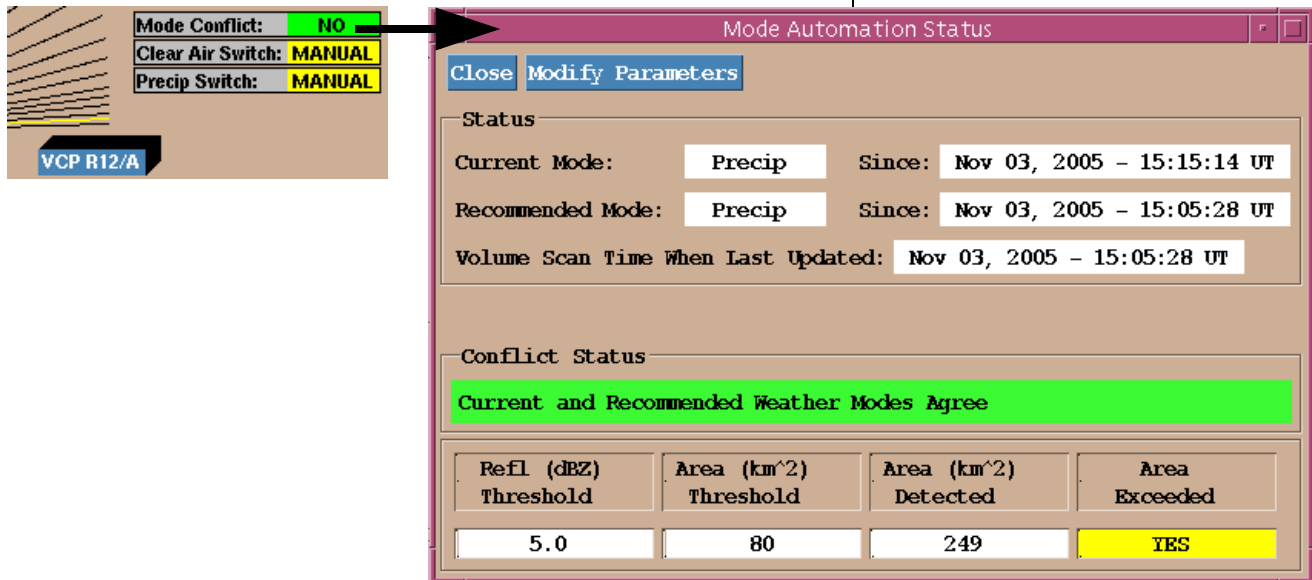 Mode Conflict: NO
Clear Air Switch: MANUAL
Precip Switch: MANUAL
VCP R12/A
Mode Automation Status
Close Modify Parameters
Status
Current Mode: Precip Since: Nov 03, 2005 - 15:15:14 UT
Recommended Mode: Precip Since: Nov 03, 2005 - 15:05:28 UT
Volume Scan Time When Last Updated: Nov 03, 2005 - 15:05:28 UT
Conflict Status
Current and Recommended Weather Modes Agree
Refl (dBZ) Area (km^2) Area (km^2) Area
Threshold Threshold Detected Exceeded
5.0 80 249 YES